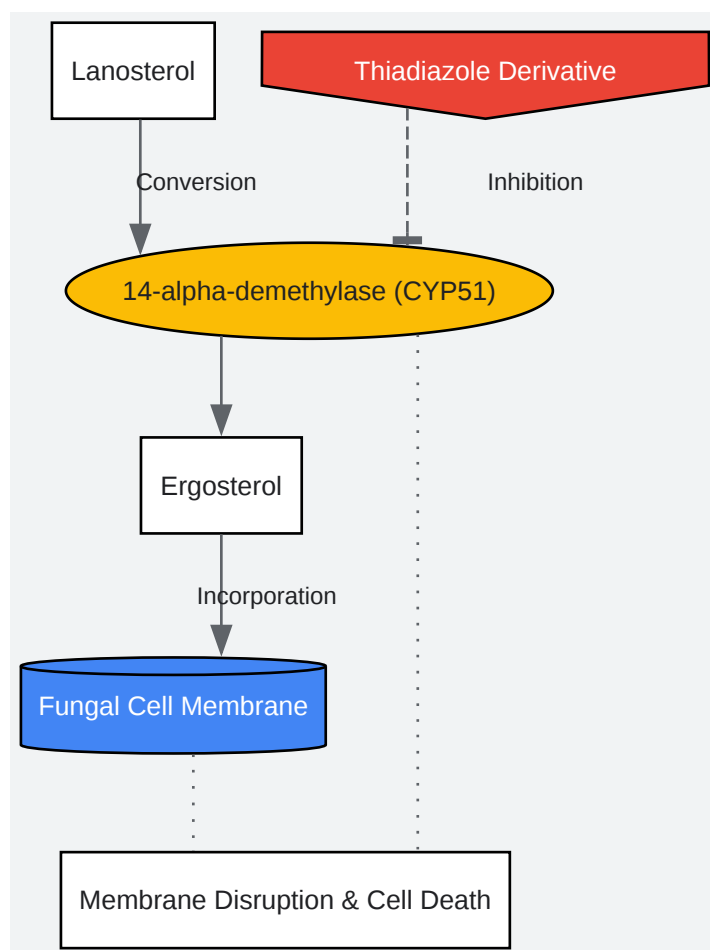 Lanosterol
Thiadiazole Derivative
Conversion
Inhibition
14-alpha-demethylase (CYP51)
Ergosterol
Incorporation
Fungal Cell Membrane
Membrane Disruption & Cell Death